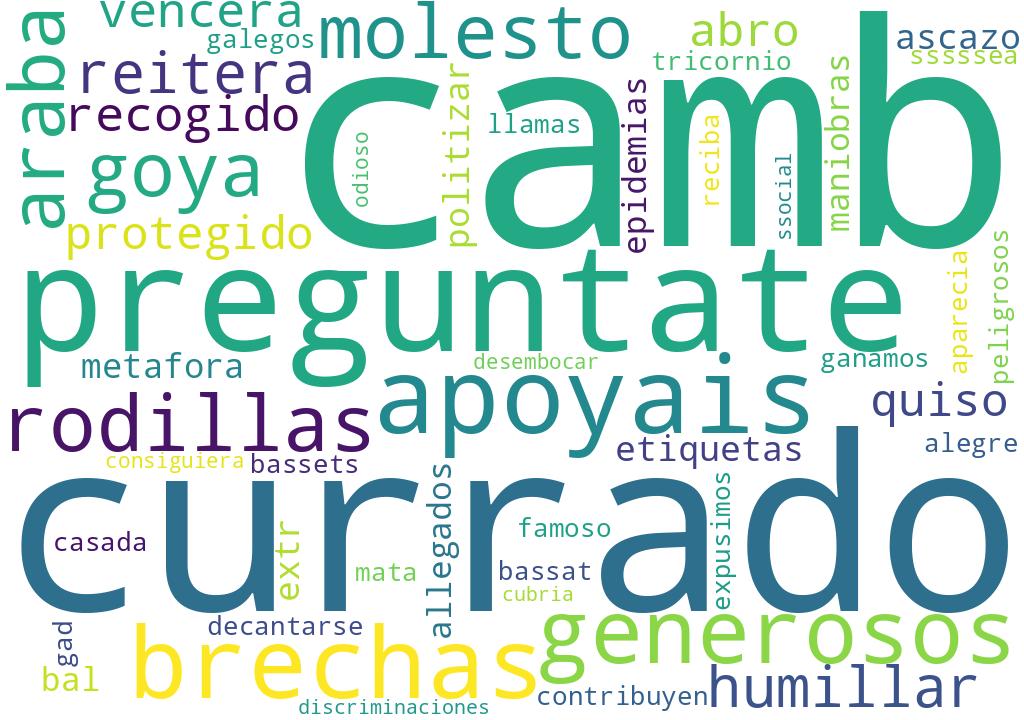 vencera
galegos
molesto
abro
ascazo
sssssea
tricornio
araba
reitera
recogido
goya
protegido
camb
odioso
politizar
llamas
epidemias
reciba
ssocial
maniobras
preguntate
aparecia
peligrosos
metafora
desembocar
ganamos
rodillas
apoyais
quiso
etiquetas
alegre
consiguiera
bassets
currado
casada
extr
mata
allegados
famoso
bassat
cubria
expusimos
gad
decantarse
generosos
bal
brechas
humillar
contribuyen
discriminaciones